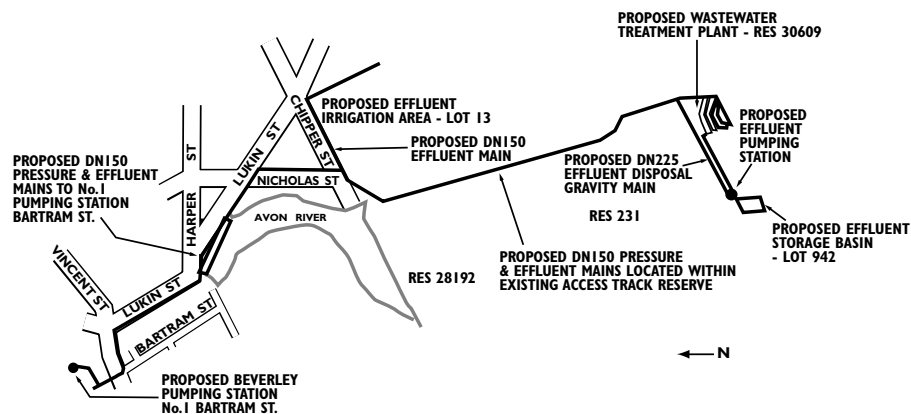 PROPOSED WASTEWATER
TREATMENT PLANT - RES 30609
PROPOSED
EFFLUENT
PUMPING
STATION
PROPOSED EFFLUENT
IRRIGATION AREA - LOT 13
CHIPPER ST
PROPOSED DN150
EFFLUENT MAIN
LUKIN ST
HARPER ST
NICHOLAS ST
PROPOSED DN150
PRESSURE & EFFLUENT
MAINS TO No.1
PUMPING STATION
BARTRAM ST.
PROPOSED DN225
EFFLUENT DISPOSAL
GRAVITY MAIN
AVON RIVER
RES 231
PROPOSED EFFLUENT
STORAGE BASIN
- LOT 942
PROPOSED DN150 PRESSURE
& EFFLUENT MAINS LOCATED WITHIN
EXISTING ACCESS TRACK RESERVE
RES 28192
VINCENT ST
LUKIN ST
BARTRAM ST
N
PROPOSED BEVERLEY
PUMPING STATION
No.1 BARTRAM ST.